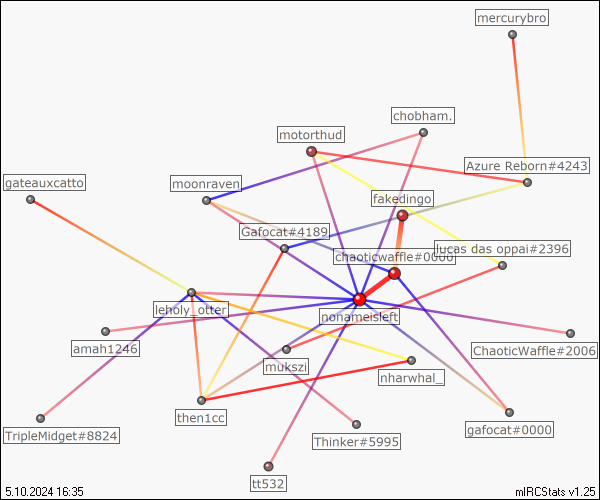 mercurybro
chobham.
motorthud
Azure Reborn#4243
gateauxcatto
moonraven
fakedingo
Gafocat#4189
lucas das oppai#2396
chaoticwaffle#0000
leholy_otter
nonameisleft
amah1246
ChaoticWaffle#2006
mukszi
nharwhal_
then1cc
gafocat#0000
TripleMidget#8824
Thinker#5995
tt532
5.10.2024 16:35
mIRCStats v1.25